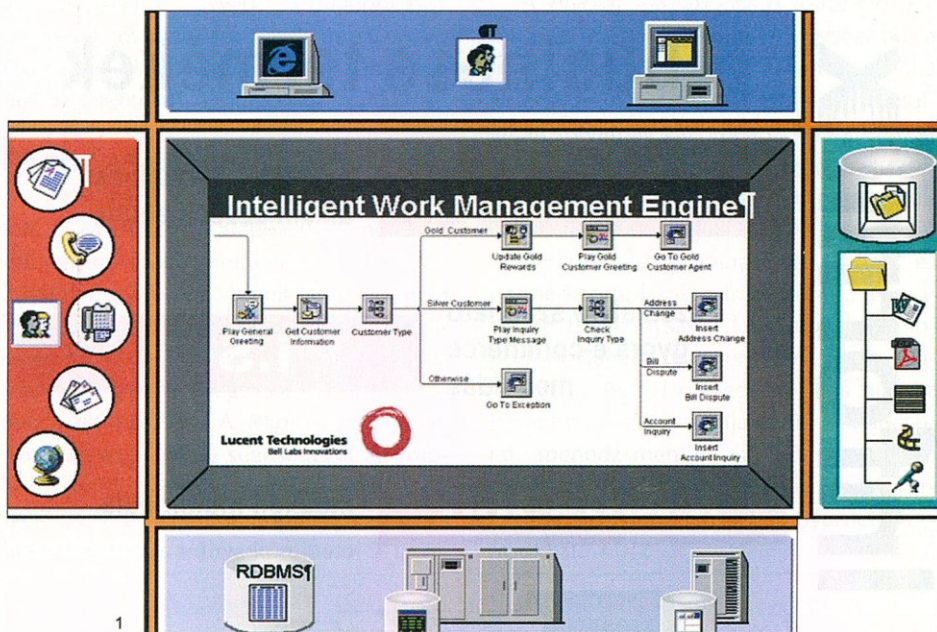 ¶
¶
Intelligent Work Management Engine¶
Gold Customer
Update Gold
Rewards
Play Gold
Customer Greeting
Go To Gold
Customer Agent
Play General
Greeting
Get Customer
Information
Customer Type
Silver Customer
Play Inquiry
Type Message
Check
Inquiry Type
Address
Change
Insert
Address Change
Bill
Dispute
Insert
Bill Dispute
Otherwise
Go To Exception
Account
Inquiry
Insert
Account Inquiry
Lucent Technologies
Bell Labs Innovations
RDBMS¶
1